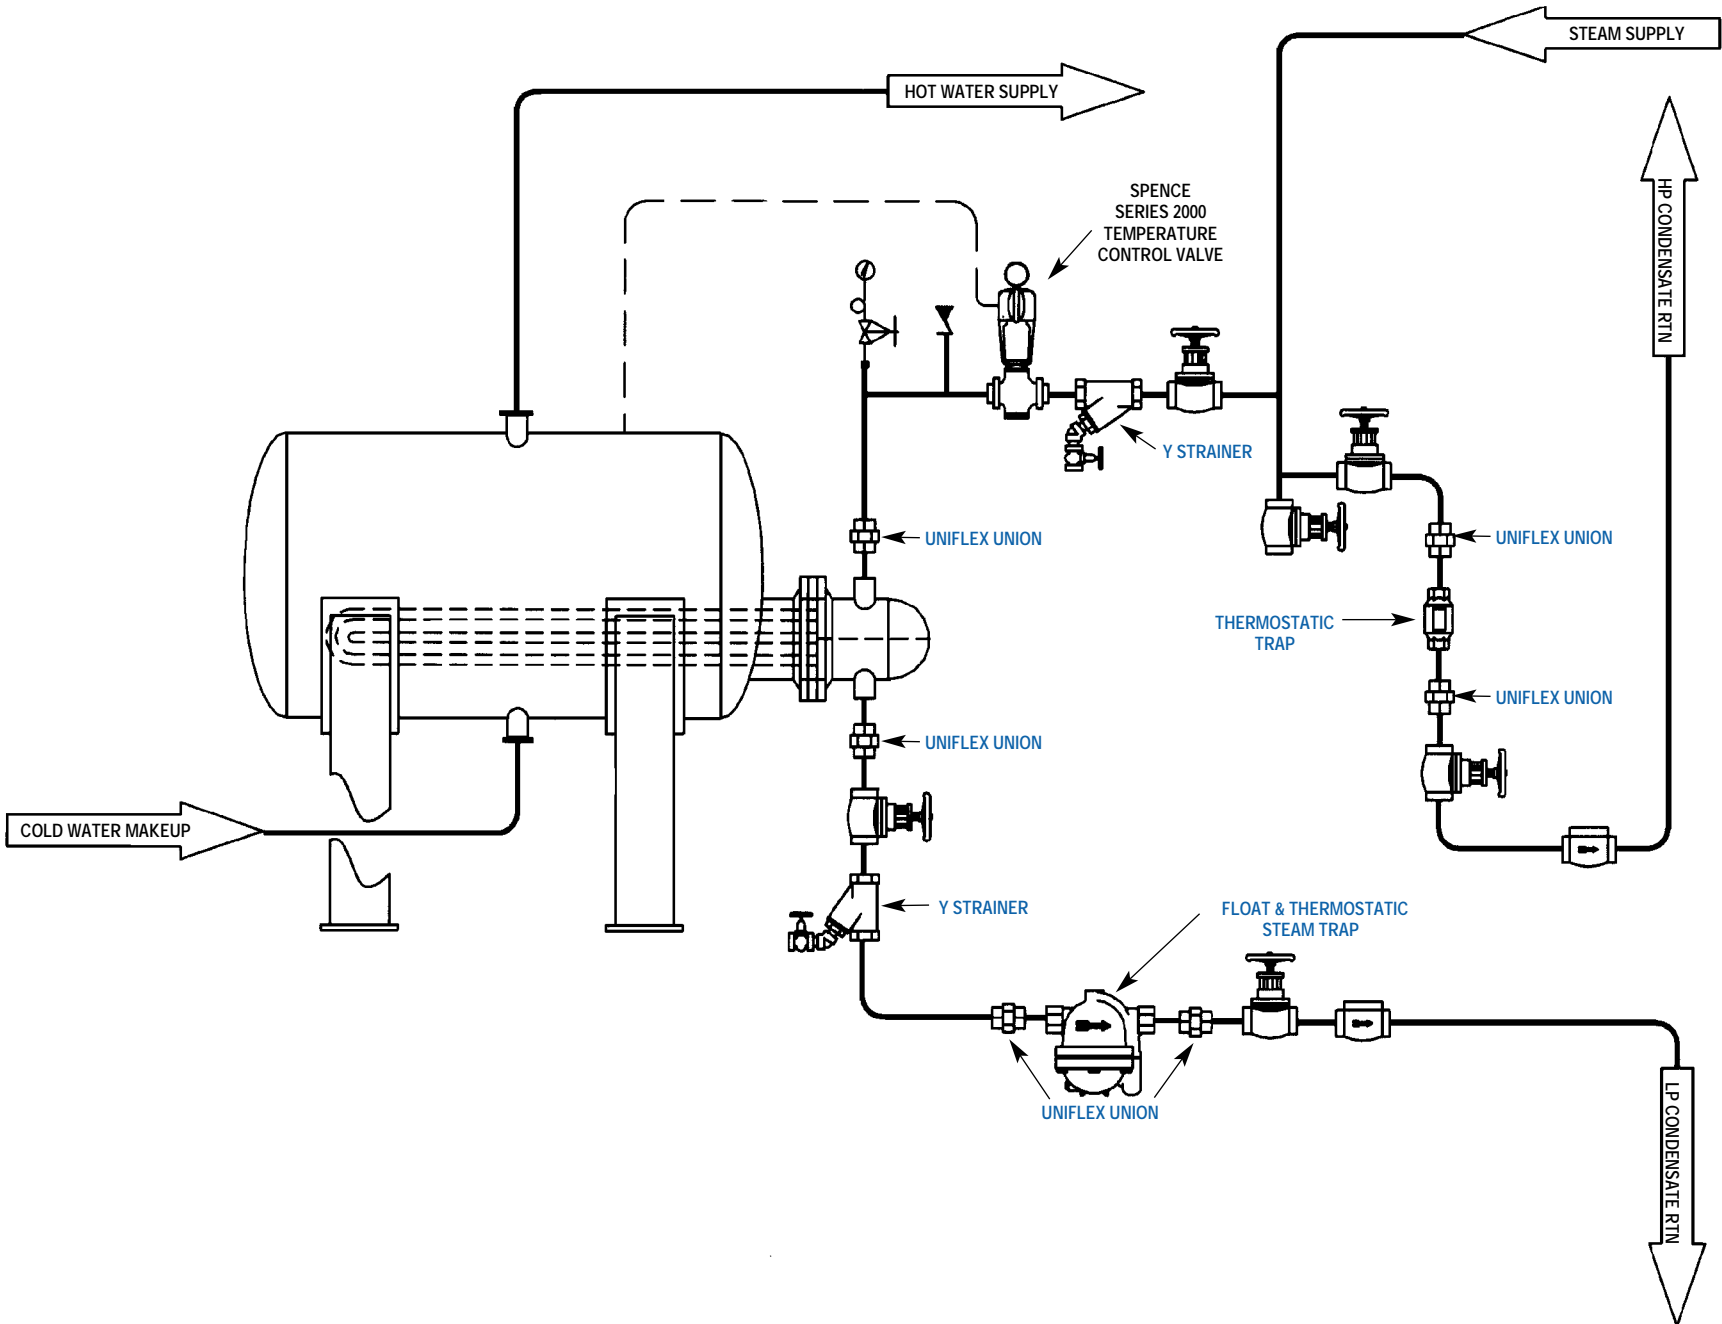 STEAM SUPPLY
HOT WATER SUPPLY
HP CONDENSATE RTN
SPENCE
SERIES 2000
TEMPERATURE
CONTROL VALVE
Y STRAINER
UNIFLEX UNION
UNIFLEX UNION
THERMOSTATIC
TRAP
UNIFLEX UNION
UNIFLEX UNION
COLD WATER MAKEUP
Y STRAINER
FLOAT & THERMOSTATIC
STEAM TRAP
UNIFLEX UNION
LP CONDENSATE RTN